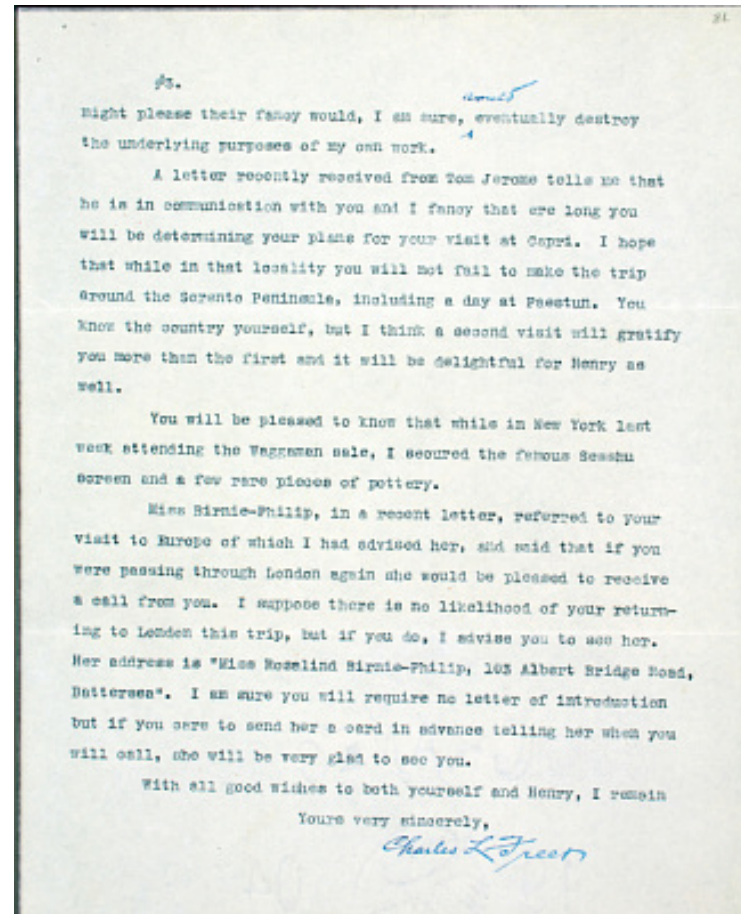 #3.
would
might please their fancy would, I am sure, ^ eventually destroy
the underlying purposes of my own work.
A letter recently received from Tom Jerome tells me that
he is in communication with you and I fancy that ere long you
will be determining your plans for your visit at Capri. I hope
that while in that locality you will not fail to make the trip
around the Sorento Peninsula, including a day at Paestun. You
know the country yourself, but I think a second visit will gratify
you more than the first and it will be delightful for Henry as
well.
You will be pleased to know that while in New York last
week attending the Waggaman sale, I secured the famous Sesshu
screen and a few rare pieces of pottery.
Miss Birnie-Philip, in a recent letter, referred to your
visit to Europe of which I had advised her, and said that if you
were passing through London again she would be pleased to receive
a call from you. I suppose there is no likelihood of your return-
ing to London this trip, but if you do, I advise you to see her.
Her address is "Miss Rosalind Birnie-Philip, 103 Albert Bridge Road,
Battersea". I am sure you will require no letter of introduction
but if you care to send her a card in advance telling her when you
will call, she will be very glad to see you.
With all good wishes to both yourself and Henry, I remain
Yours very sincerely,
Charles L Freer